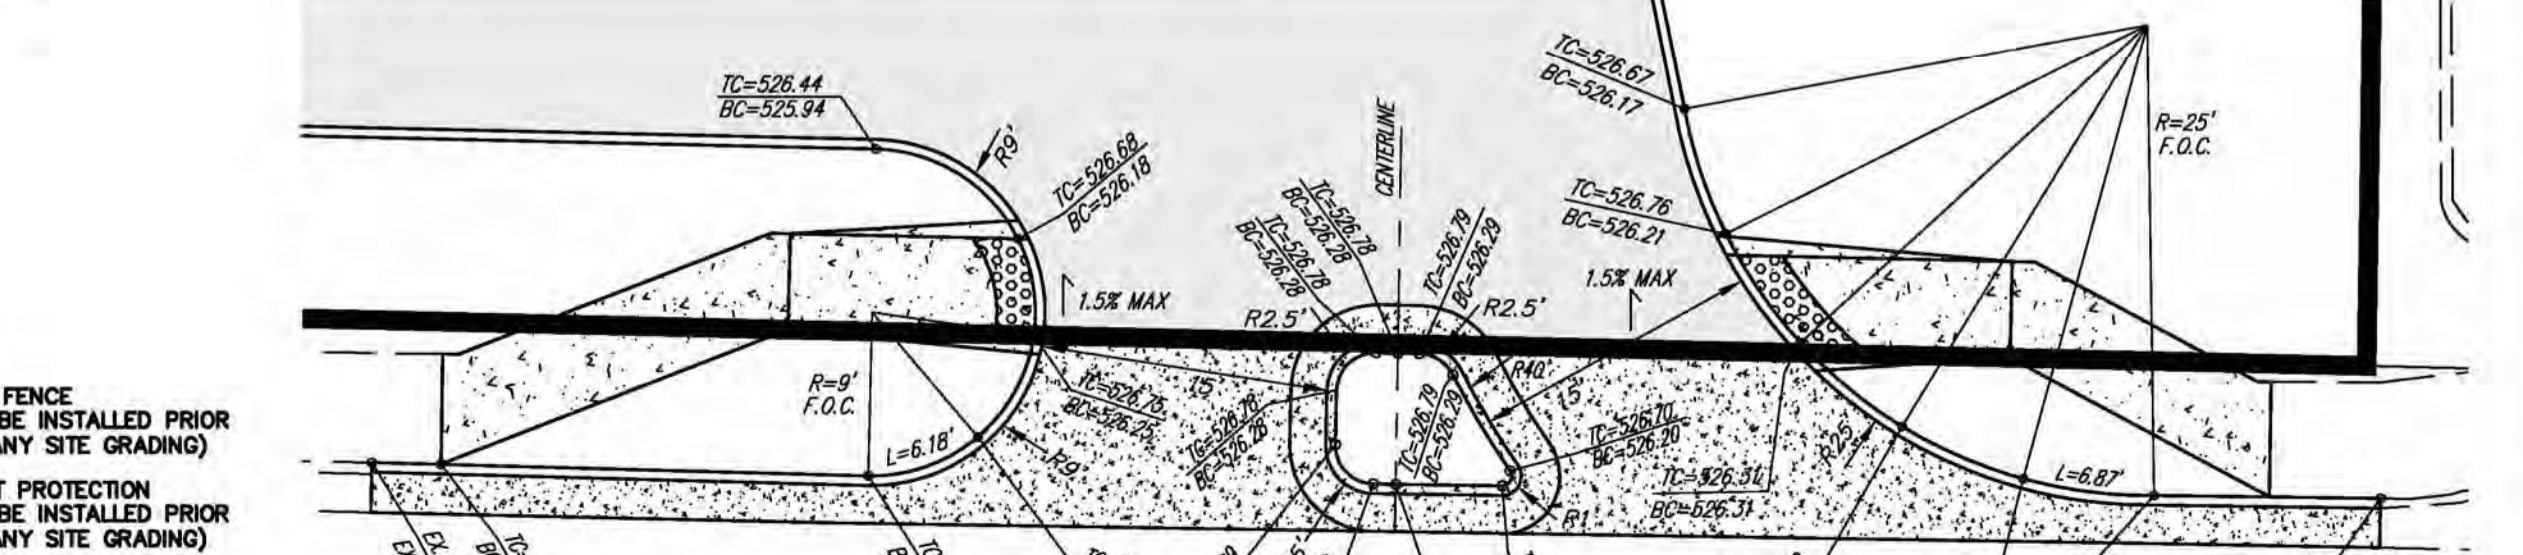 TC=526.44
BC=525.94
R9'
TC=526.68
BC=526.18
1.5% MAX
TC=526.78
BC=526.28
TC=526.78
BC=526.28
CENTERLINE
TC=526.79
BC=526.29
R2.5'
R2.5'
TC=526.67
BC=526.17
TC=526.76
BC=526.21
1.5% MAX
R=25'
F.O.C.
FENCE
BE INSTALLED PRIOR
ANY SITE GRADING)
T PROTECTION
BE INSTALLED PRIOR
ANY SITE GRADING)
R=9'
F.O.C.
L=6.18'
R9'
TC=526.75
BC=526.25
15'
BC=526.28
TC=526.79
BC=526.29
R40'
15'
TC=526.70
BC=526.20
TC=526.31
BC=526.31
R25'
L=6.87'
R1'
EX.
TC=
TC=